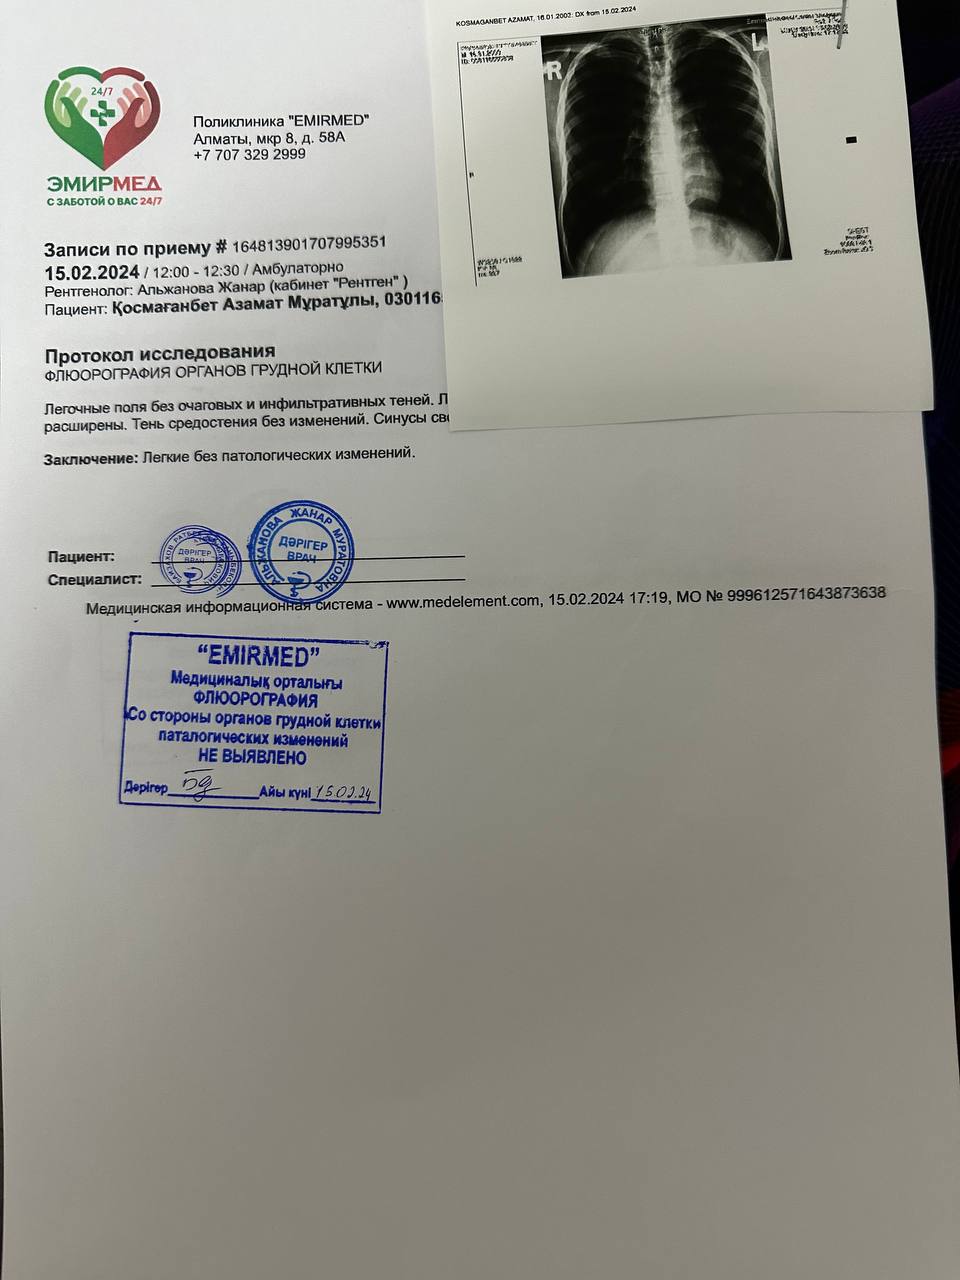 24/7
ЭМИРМЕД
С ЗАБОТОЙ О ВАС 24/7
Поликлиника "EMIRMED"
Алматы, мкр 8, д. 58А
+7 707 329 2999
Записи по приему # 164813901707995351
15.02.2024 / 12:00 - 12:30 / Амбулаторно
Рентгенолог: Альжанова Жанар (кабинет "Рентген" )
Пациент: Қосмағанбет Азамат Мұратұлы, 030116
Протокол исследования
ФЛЮОРОГРАФИЯ ОРГАНОВ ГРУДНОЙ КЛЕТКИ
Легочные поля без очаговых и инфильтративных теней. Л
расширены. Тень средостения без изменений. Синусы св
Заключение: Легкие без патологических изменений.
KOSMAGANBET AZAMAT, 16.01.2002: DX from 15.02.2024
R
L
Пациент:
Специалист:
ДӘРІГЕР
ВРАЧ
АЛЬЖАНОВА ЖАНАР МУРАТОВНА
ДӘРІГЕР
ВРАЧ
Медицинская информационная система - www.medelement.com, 15.02.2024 17:19, МО № 999612571643873638
“EMIRMED”
Медициналық орталығы
ФЛЮОРОГРАФИЯ
Со стороны органов грудной клетки
паталогических изменений
НЕ ВЫЯВЛЕНО
Дәрігер Айы күні 15.02.24